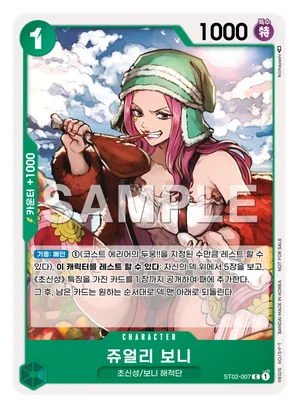 1
1000
특수
特
카운터 +1000
SAMPLE
기동: 메인 ①(코스트 에리어의 두웅!!을 지정된 수만큼 레스트 할 수
있다), 이 캐릭터를 레스트 할 수 있다: 자신의 덱 위에서 5장을 보고,
《초신성》 특징을 가진 카드를 1장까지 공개하여 패에 추가한다.
그 후, 남은 카드는 원하는 순서대로 덱 맨 아래로 되돌린다.
CHARACTER
쥬얼리 보니
초신성/보니 해적단
ST02-007 C 1